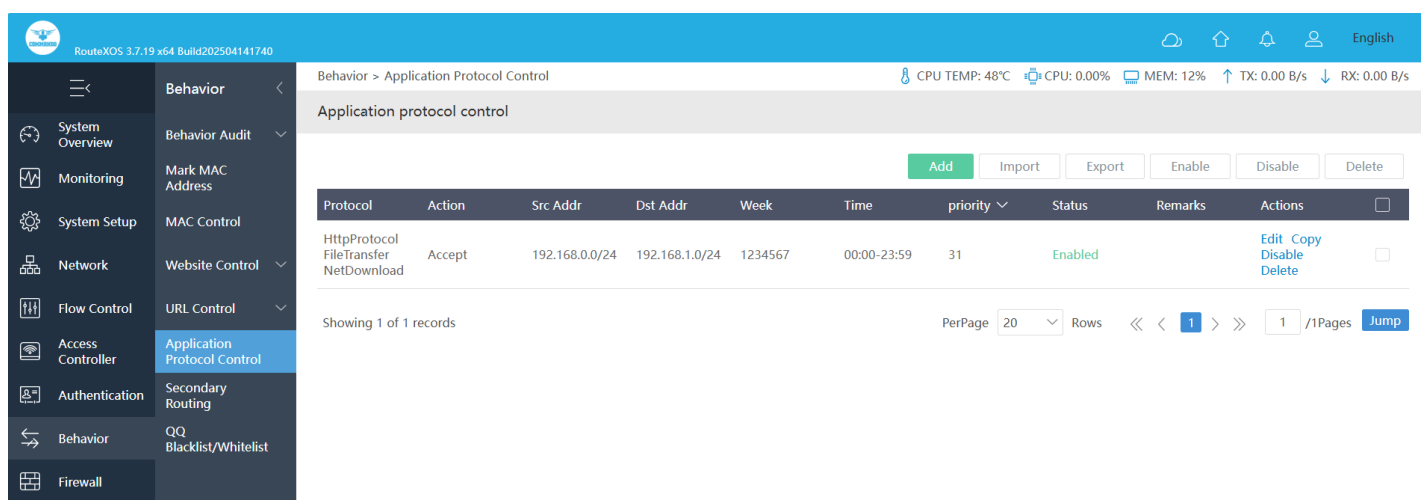 COMMANDO
RouteXOS 3.7.19 x64 Build202504141740
English
Behavior
Behavior > Application Protocol Control
CPU TEMP: 48℃ CPU: 0.00% MEM: 12% TX: 0.00 B/s RX: 0.00 B/s
Application protocol control
System
Overview
Monitoring
System Setup
Network
Flow Control
Access
Controller
Authentication
Behavior
Firewall
Behavior Audit
Mark MAC
Address
MAC Control
Website Control
URL Control
Application
Protocol Control
Secondary
Routing
QQ
Blacklist/Whitelist
Add Import Export Enable Disable Delete
Protocol Action Src Addr Dst Addr Week Time priority Status Remarks Actions
HttpProtocol
FileTransfer
NetDownload
Accept 192.168.0.0/24 192.168.1.0/24 1234567 00:00-23:59 31 Enabled
Edit Copy
Disable
Delete
Showing 1 of 1 records
PerPage 20 Rows 1 1 /1Pages Jump